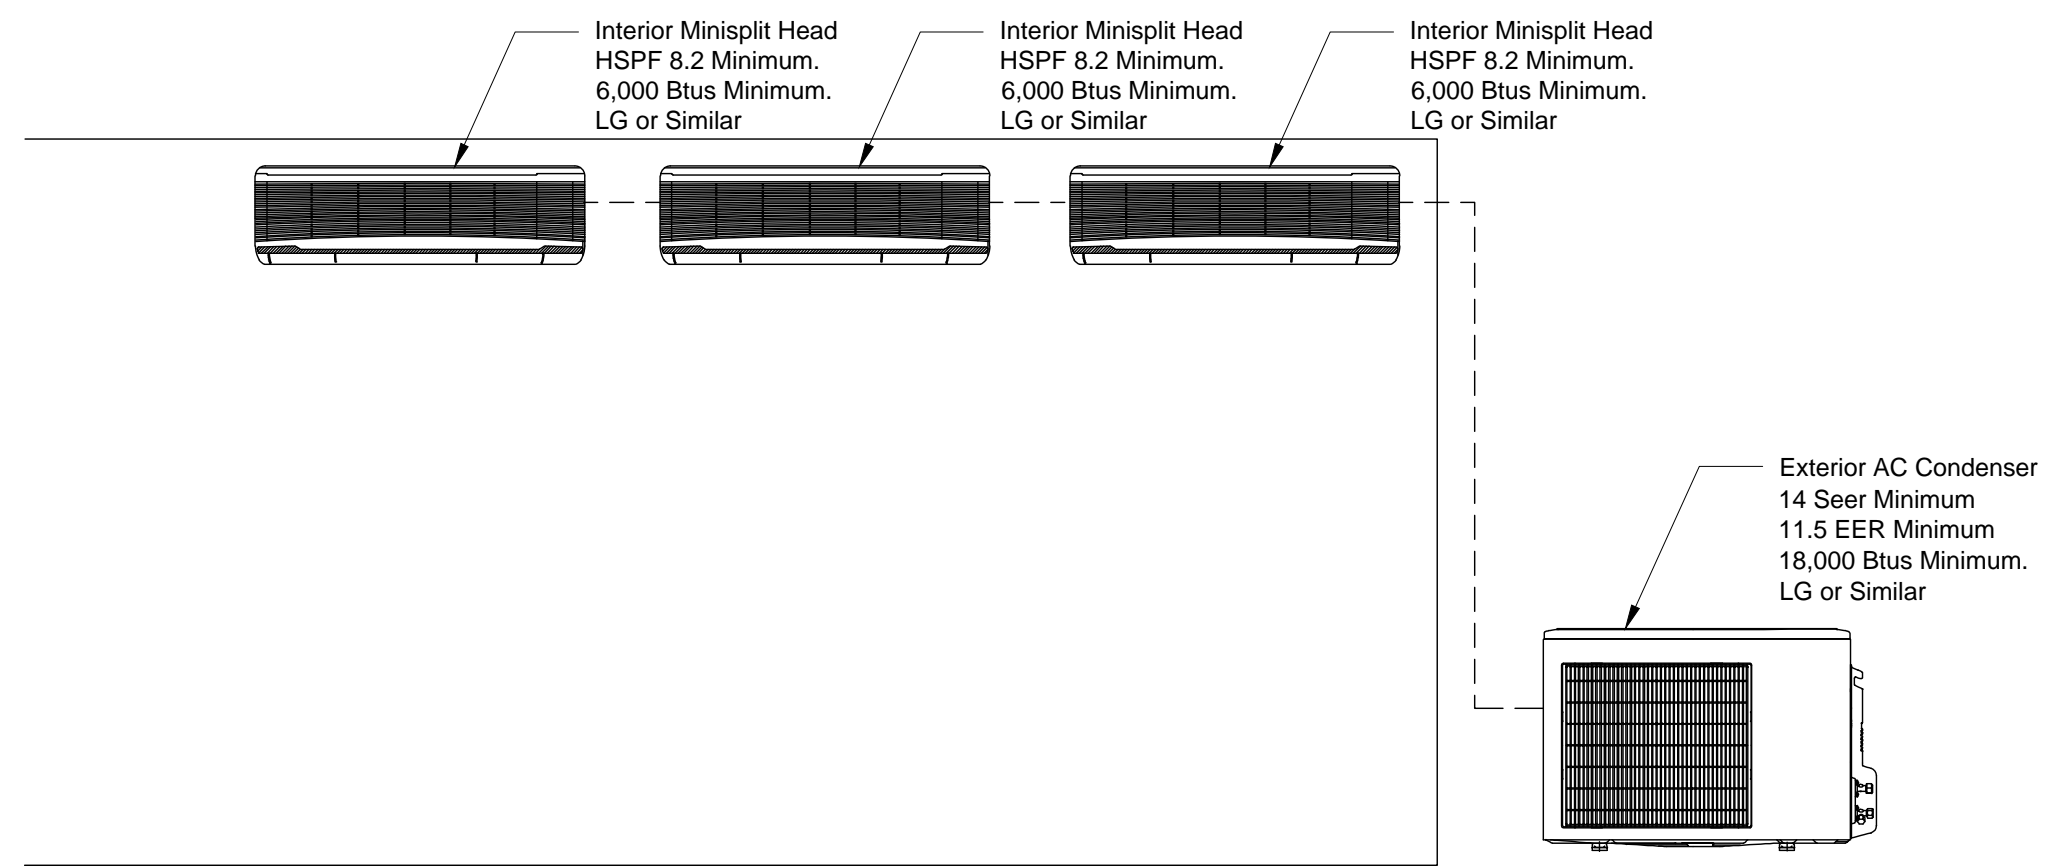 Interior Minisplit Head
HSPF 8.2 Minimum.
6,000 Btus Minimum.
LG or Similar
Interior Minisplit Head
HSPF 8.2 Minimum.
6,000 Btus Minimum.
LG or Similar
Interior Minisplit Head
HSPF 8.2 Minimum.
6,000 Btus Minimum.
LG or Similar
Exterior AC Condenser
14 Seer Minimum
11.5 EER Minimum
18,000 Btus Minimum.
LG or Similar